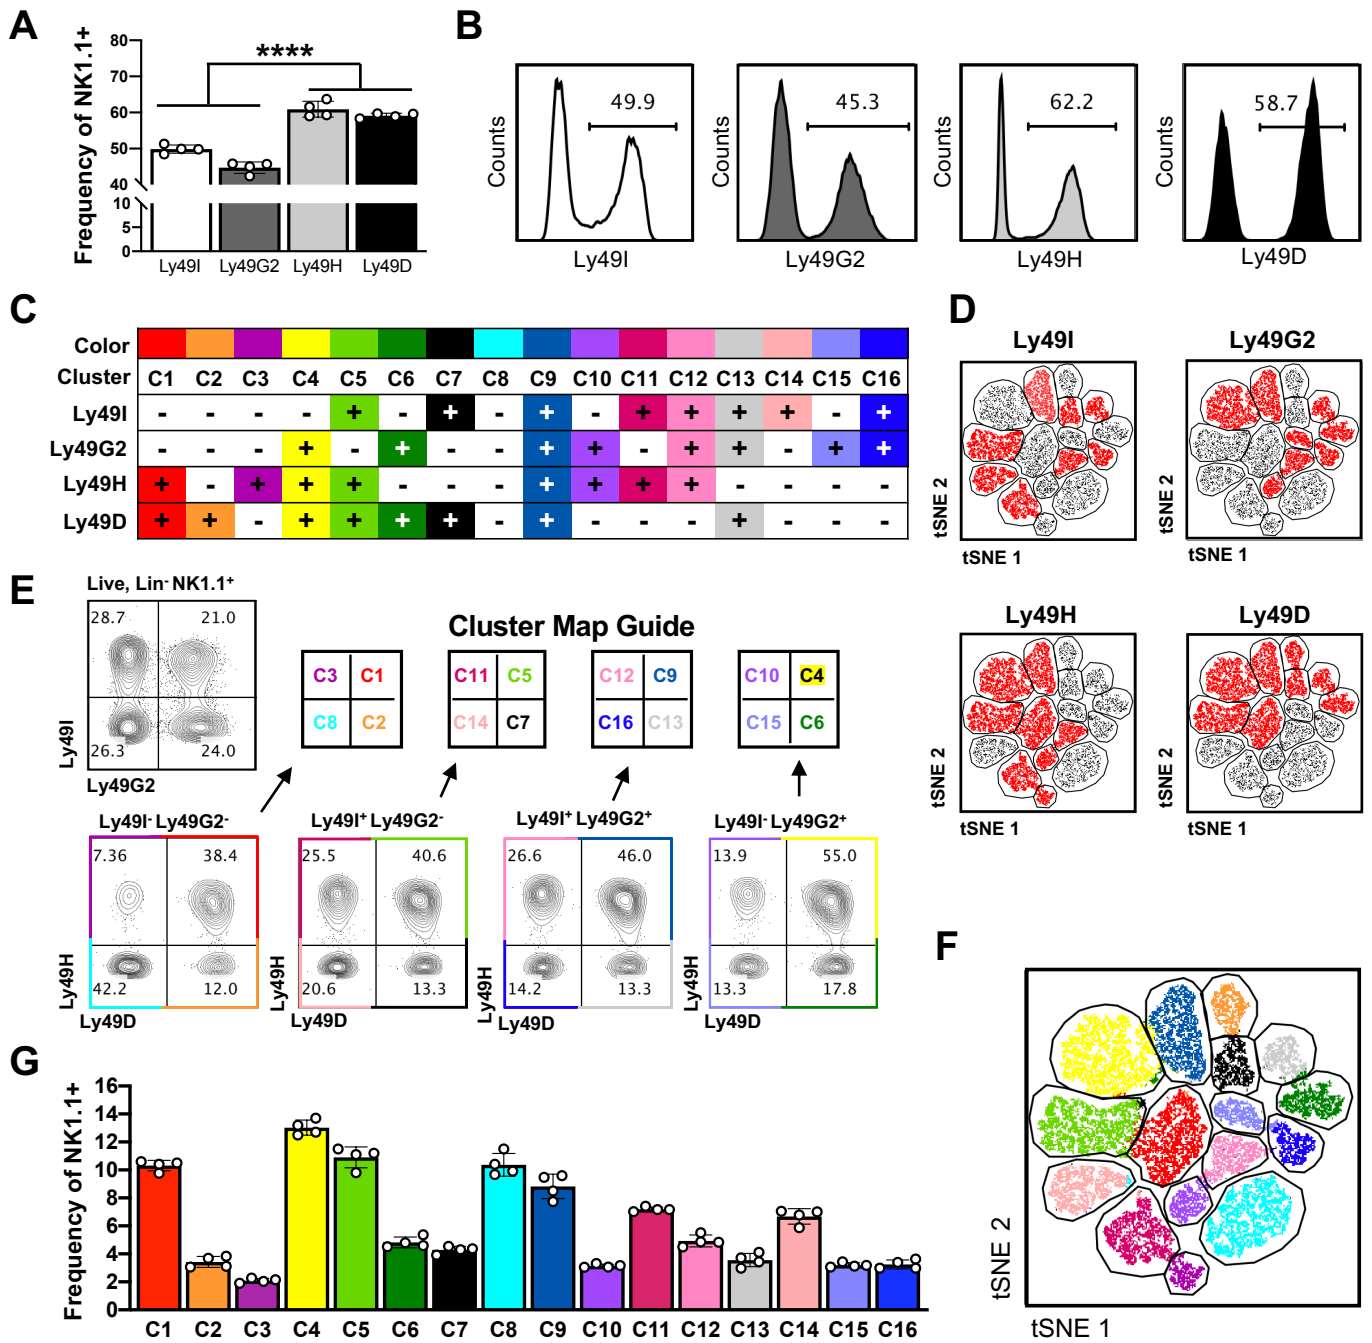 A
Frequency of NK1.1+
80
70
60
50
40
10
5
0
****
Ly49I Ly49G2 Ly49H Ly49D
B
Counts
49.9
Ly49I
Counts
45.3
Ly49G2
Counts
62.2
Ly49H
Counts
58.7
Ly49D
C
Color
Cluster C1 C2 C3 C4 C5 C6 C7 C8 C9 C10 C11 C12 C13 C14 C15 C16
Ly49I - - - - + - + - + - + + + + - +
Ly49G2 - - - + - + - - + + - + + - + +
Ly49H + - + + + - - - + + + + - - - -
Ly49D + + - + + + + - + - - - + - - -
D
Ly49I
tSNE 2
tSNE 1
Ly49G2
tSNE 2
tSNE 1
Ly49H
tSNE 2
tSNE 1
Ly49D
tSNE 2
tSNE 1
E
Live, Lin- NK1.1+
28.7 21.0
26.3 24.0
Ly49I
Ly49G2
Cluster Map Guide
C3 C1
C8 C2
C11 C5
C14 C7
C12 C9
C16 C13
C10 C4
C15 C6
Ly49I- Ly49G2-
7.36 38.4
42.2 12.0
Ly49H
Ly49D
Ly49I+ Ly49G2-
25.5 40.6
20.6 13.3
Ly49H
Ly49D
Ly49I+ Ly49G2+
26.6 46.0
14.2 13.3
Ly49H
Ly49D
Ly49I- Ly49G2+
13.9 55.0
13.3 17.8
Ly49H
Ly49D
F
tSNE 2
tSNE 1
G
Frequency of NK1.1+
16
14
12
10
8
6
4
2
0
C1 C2 C3 C4 C5 C6 C7 C8 C9 C10 C11 C12 C13 C14 C15 C16